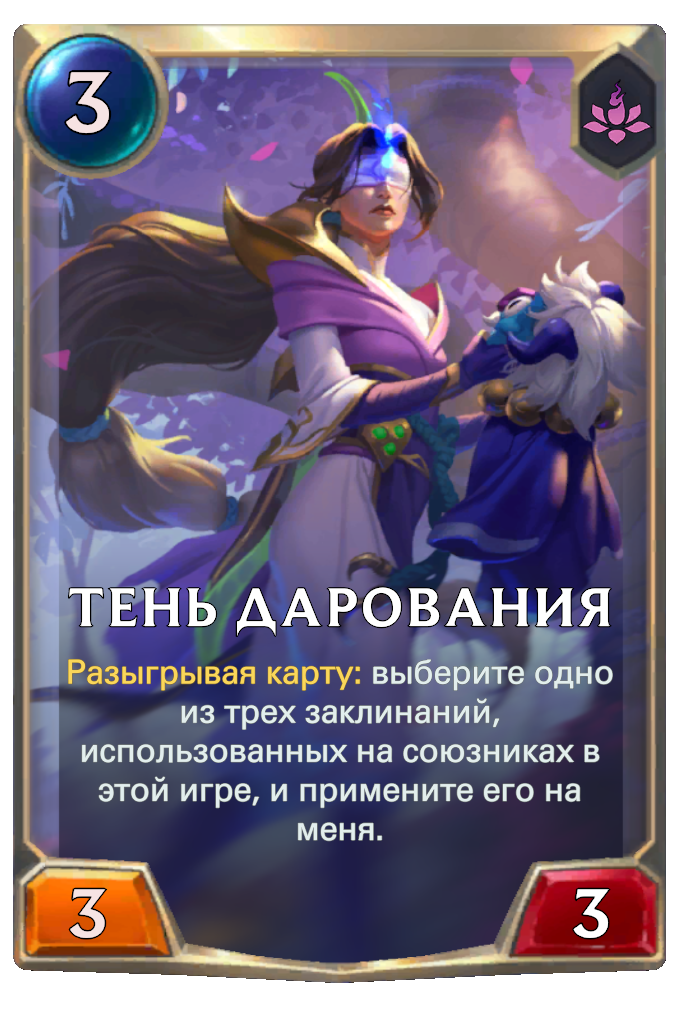 3
ТЕНЬ ДАРОВАНИЯ
Разыгрывая карту: выберите одно
из трех заклинаний,
использованных на союзниках в
этой игре, и примените его на
меня.
3
3